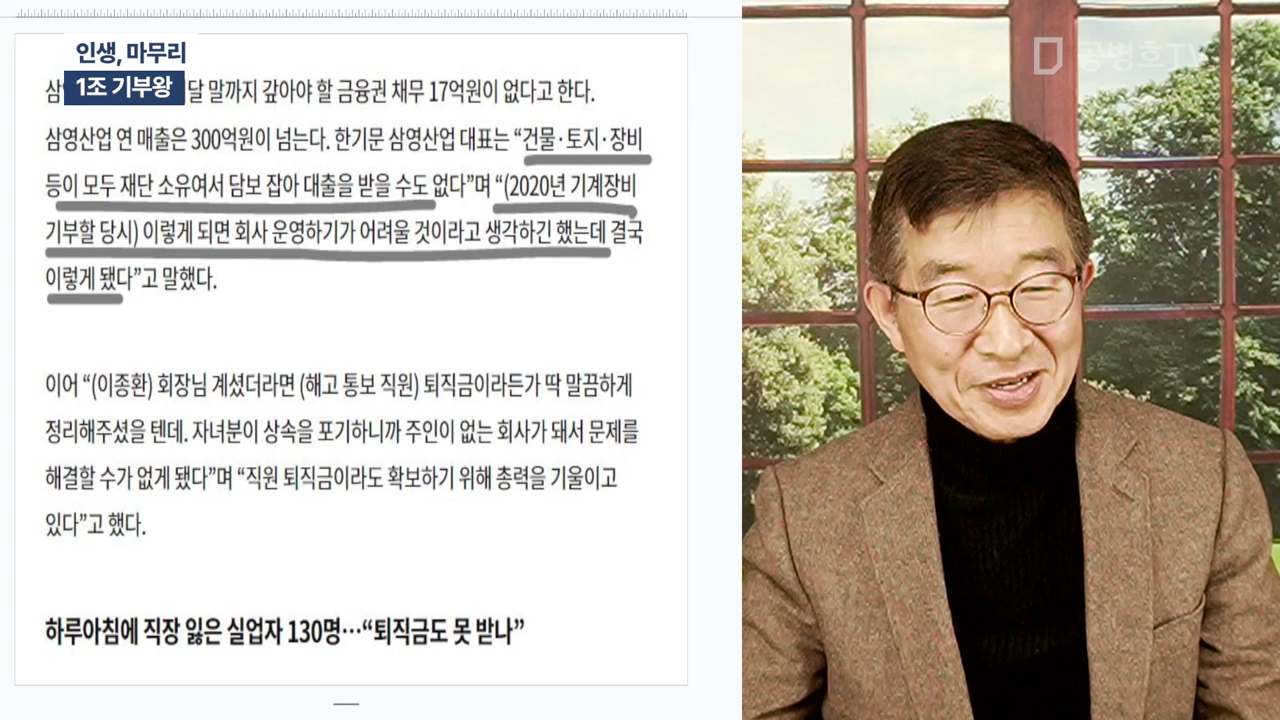 인생, 마무리
1조 기부왕
공병호TV
삼 달 말까지 갚아야 할 금융권 채무 17억원이 없다고 한다.
삼영산업 연 매출은 300억원이 넘는다. 한기문 삼영산업 대표는 “건물·토지·장비
등이 모두 재단 소유여서 담보 잡아 대출을 받을 수도 없다”며 “(2020년 기계장비
기부할 당시) 이렇게 되면 회사 운영하기가 어려울 것이라고 생각하긴 했는데 결국
이렇게 됐다”고 말했다.
이어 “(이종환) 회장님 계셨더라면 (해고 통보 직원) 퇴직금이라든가 딱 말끔하게
정리해주셨을 텐데. 자녀분이 상속을 포기하니까 주인이 없는 회사가 돼서 문제를
해결할 수가 없게 됐다”며 “직원 퇴직금이라도 확보하기 위해 총력을 기울이고
있다”고 했다.
하루아침에 직장 잃은 실업자 130명…“퇴직금도 못 받나”